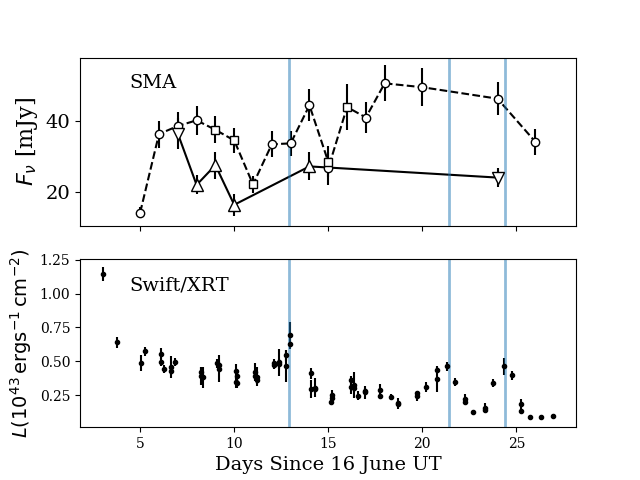 SMA
40
20
F_ν [mJy]
1.25
Swift/XRT
1.00
0.75
0.50
0.25
L(10^43 ergs^−1 cm^−2)
5 10 15 20 25
Days Since 16 June UT